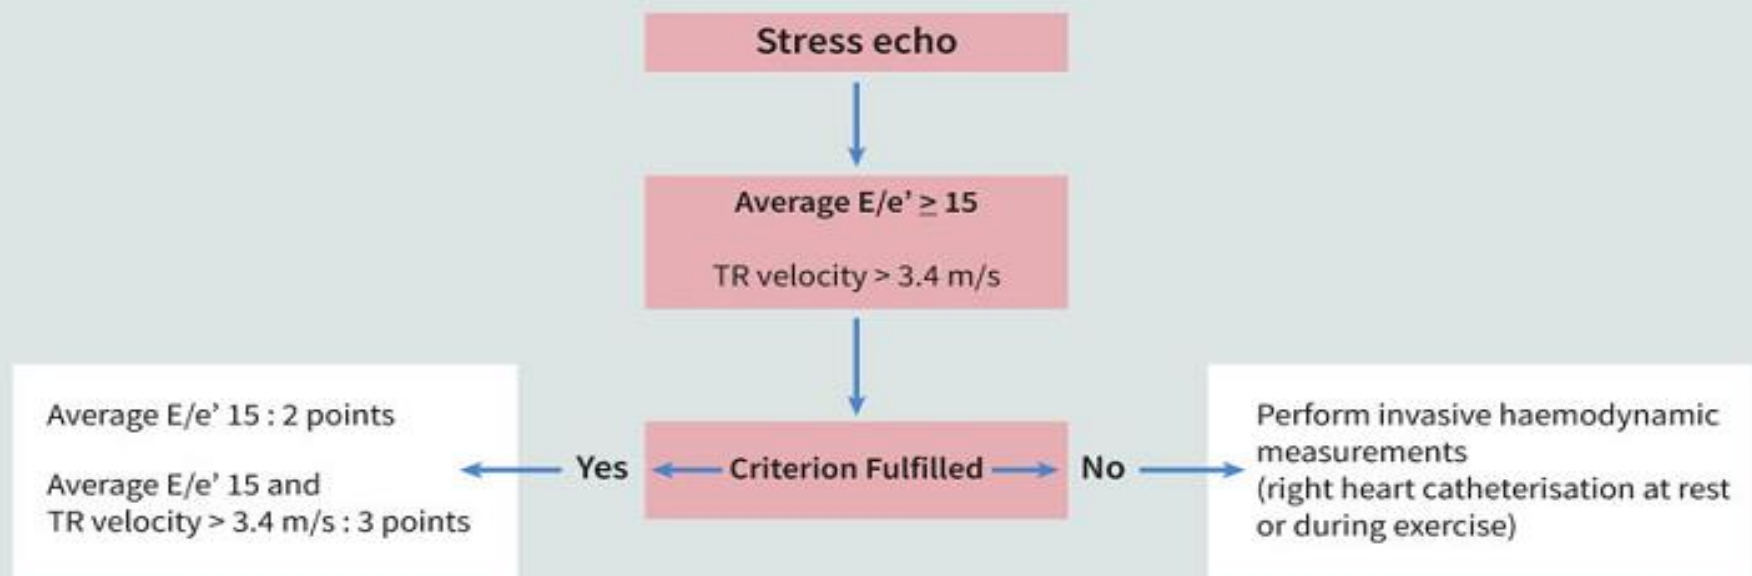 Stress echo
Average E/e’ ≥ 15
TR velocity > 3.4 m/s
Average E/e’ 15 : 2 points
Average E/e’ 15 and
TR velocity > 3.4 m/s : 3 points
Yes
Criterion Fulfilled
No
Perform invasive haemodynamic
measurements
(right heart catheterisation at rest
or during exercise)